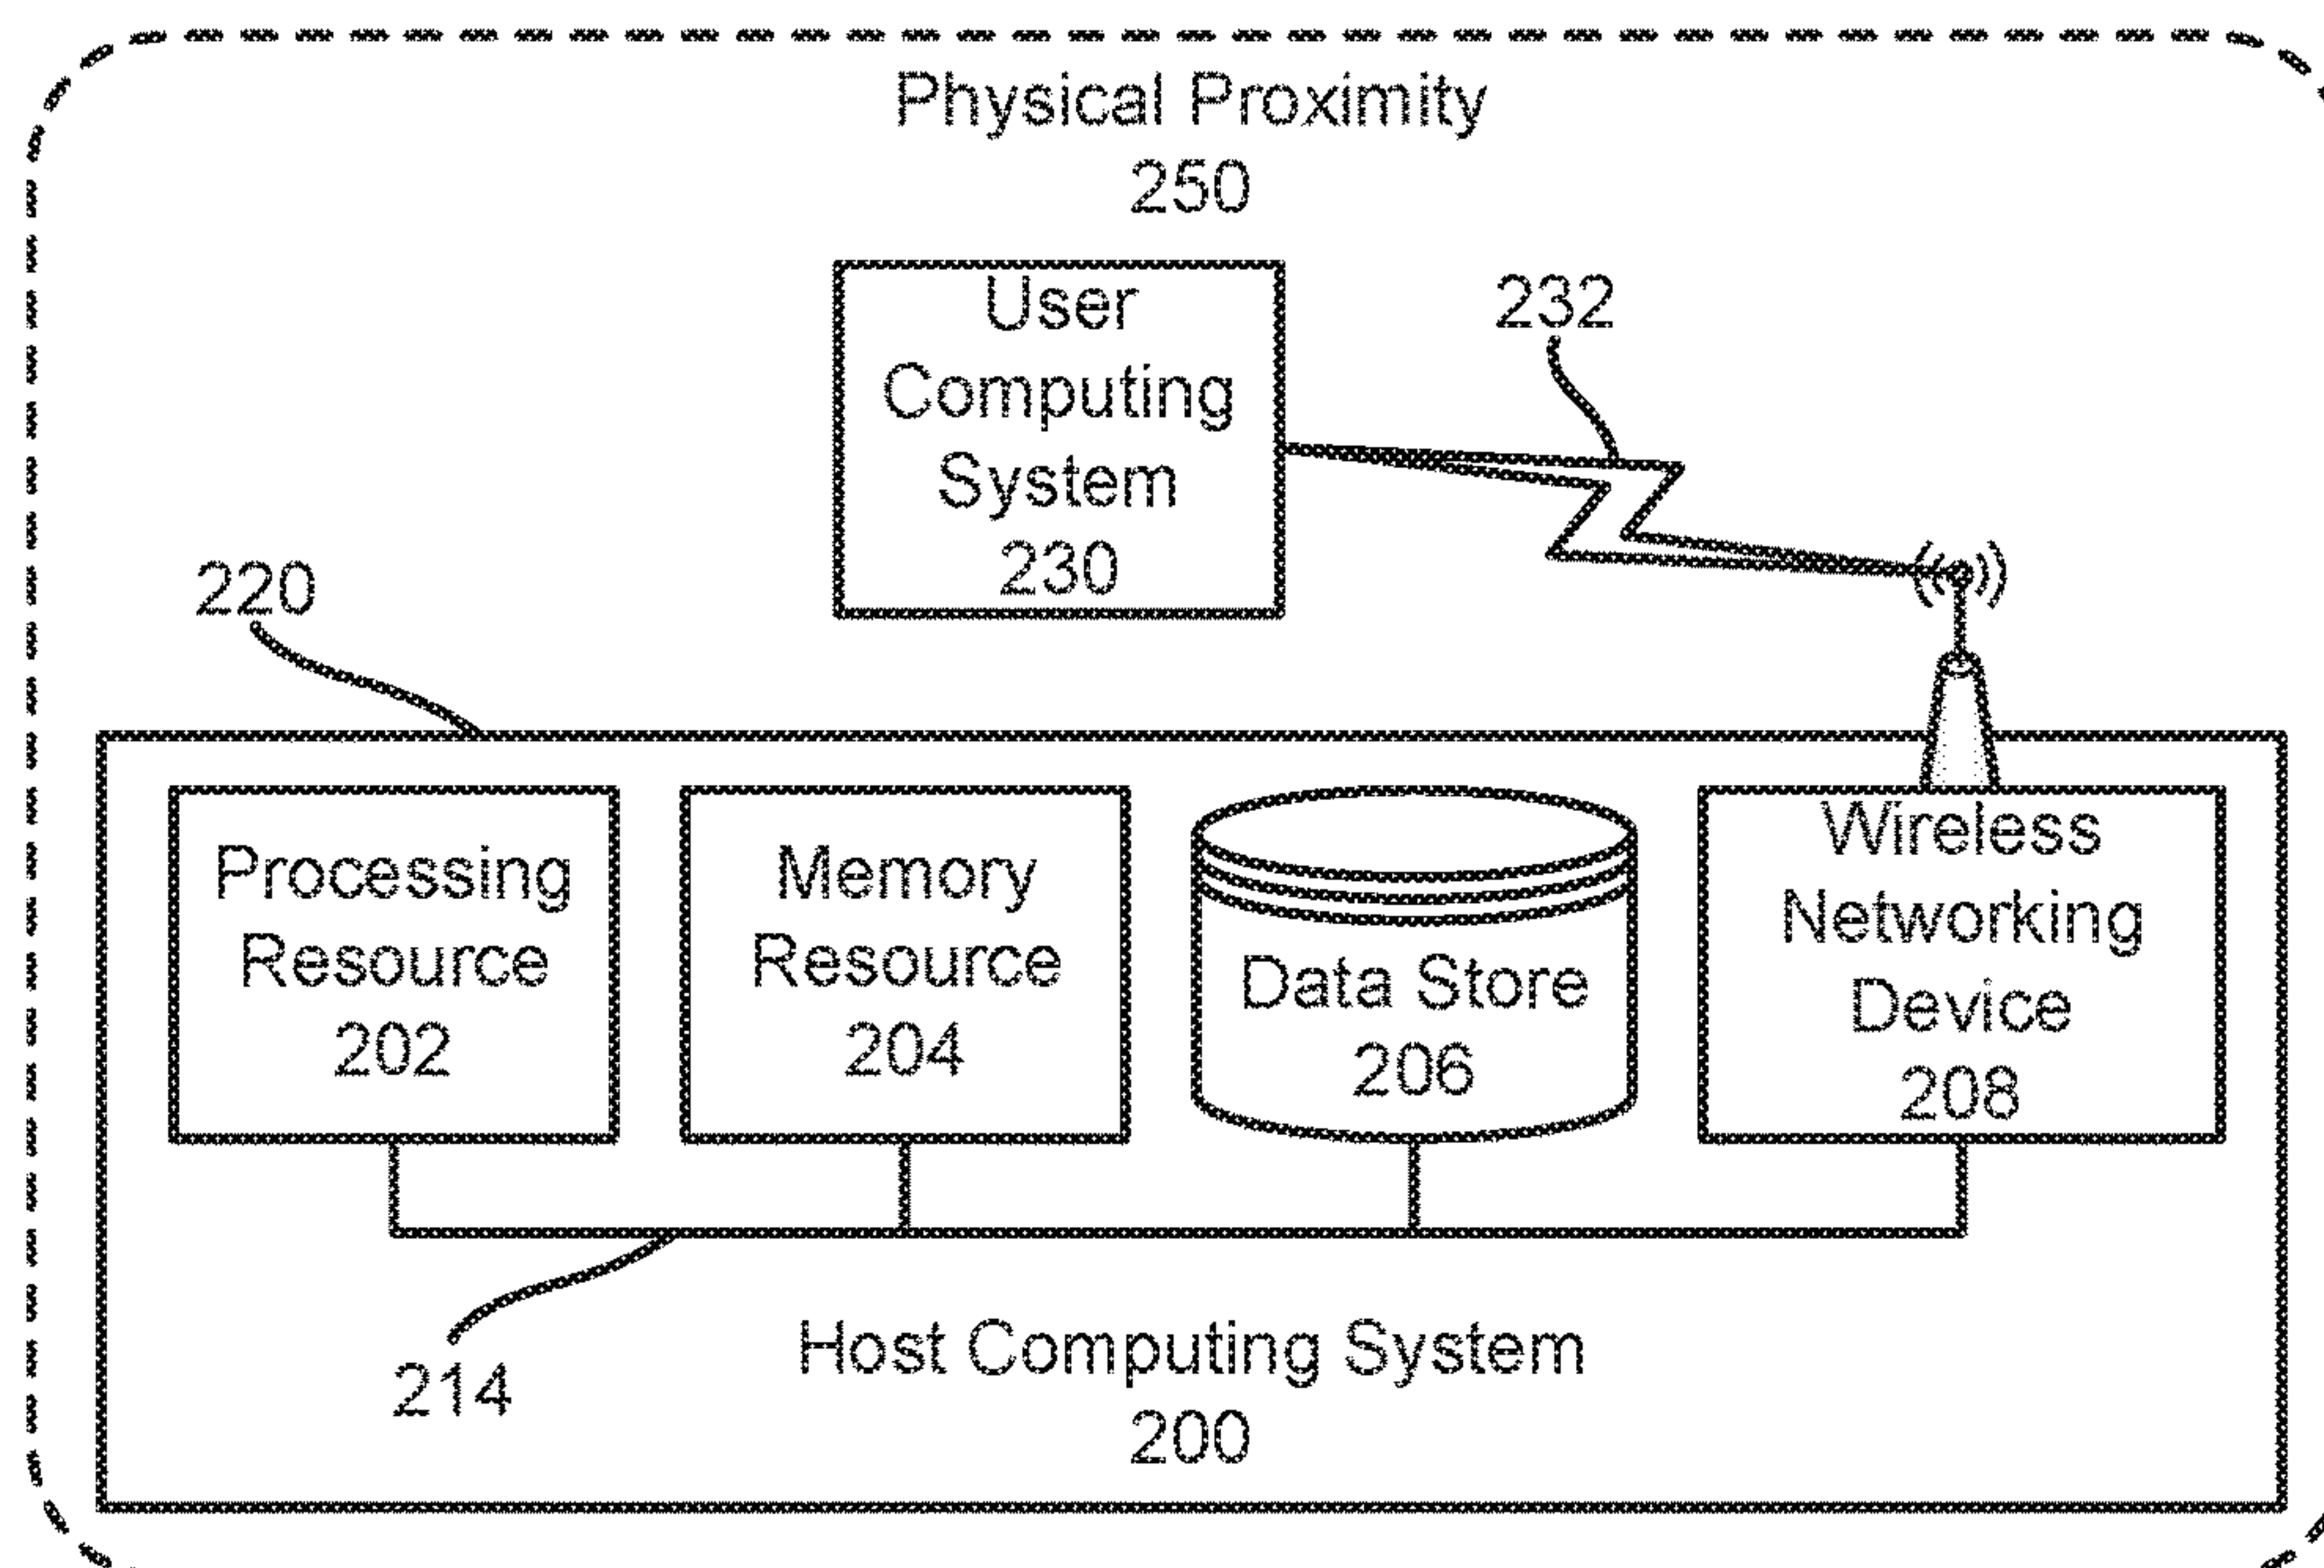 Physical Proximity
250
User
Computing
System
230
232
220
Processing
Resource
202
Memory
Resource
204
Data Store
206
Wireless
Networking
Device
208
214
Host Computing System
200